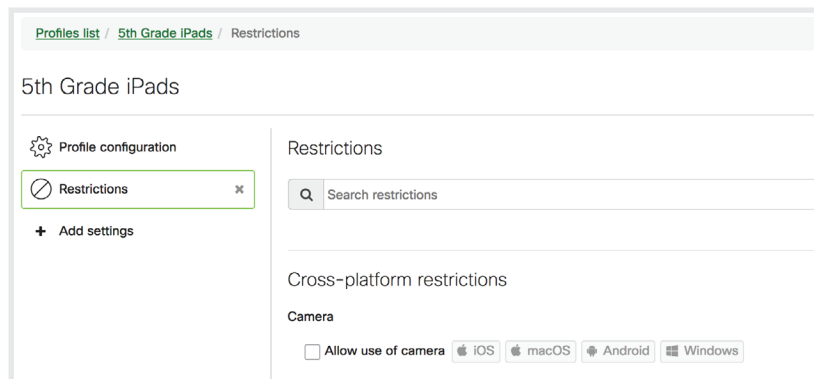 Profiles list / 5th Grade iPads / Restrictions
5th Grade iPads
Profile configuration
Restrictions
Add settings
Restrictions
Search restrictions
Cross-platform restrictions
Camera
Allow use of camera iOS macOS Android Windows